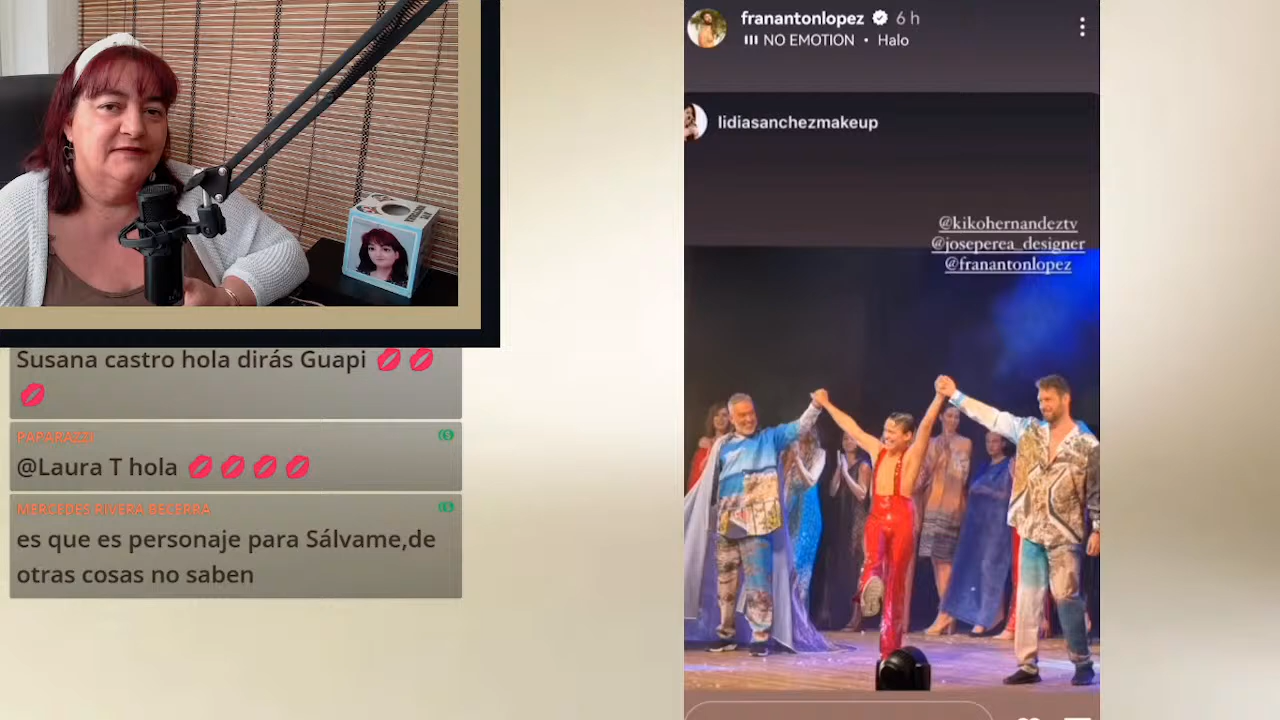 Susana castro hola dirás Guapi 💋 💋
💋
PAPARAZZI
@Laura T hola 💋 💋 💋 💋
MERCEDES RIVERA BECERRA
es que es personaje para Sálvame,de
otras cosas no saben
franantonlopez 6 h
NO EMOTION • Halo
lidiasanchezmakeup
@kikohernandeztv
@joseperea_designer
@franantonlopez